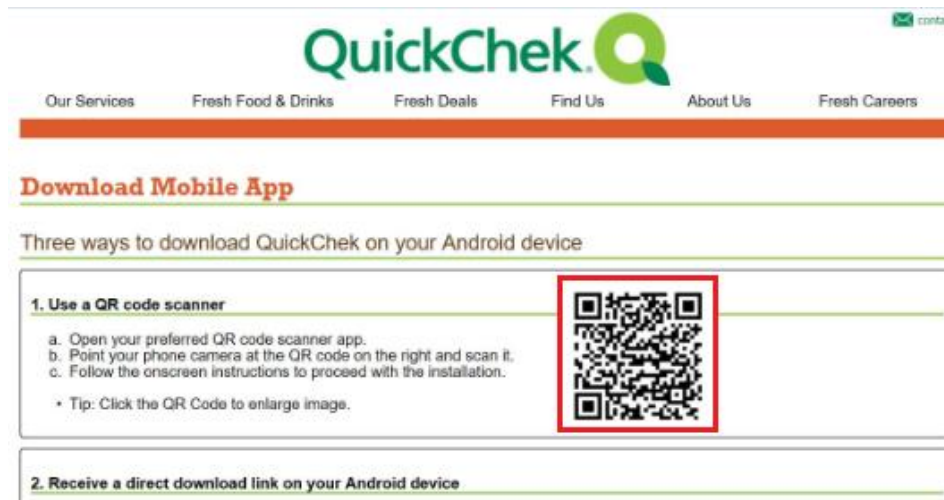 conta
QuickChek.
Our Services Fresh Food & Drinks Fresh Deals Find Us About Us Fresh Careers
Download Mobile App
Three ways to download QuickChek on your Android device
1. Use a QR code scanner
a. Open your preferred QR code scanner app.
b. Point your phone camera at the QR code on the right and scan it.
c. Follow the onscreen instructions to proceed with the installation.
• Tip: Click the QR Code to enlarge image.
2. Receive a direct download link on your Android device